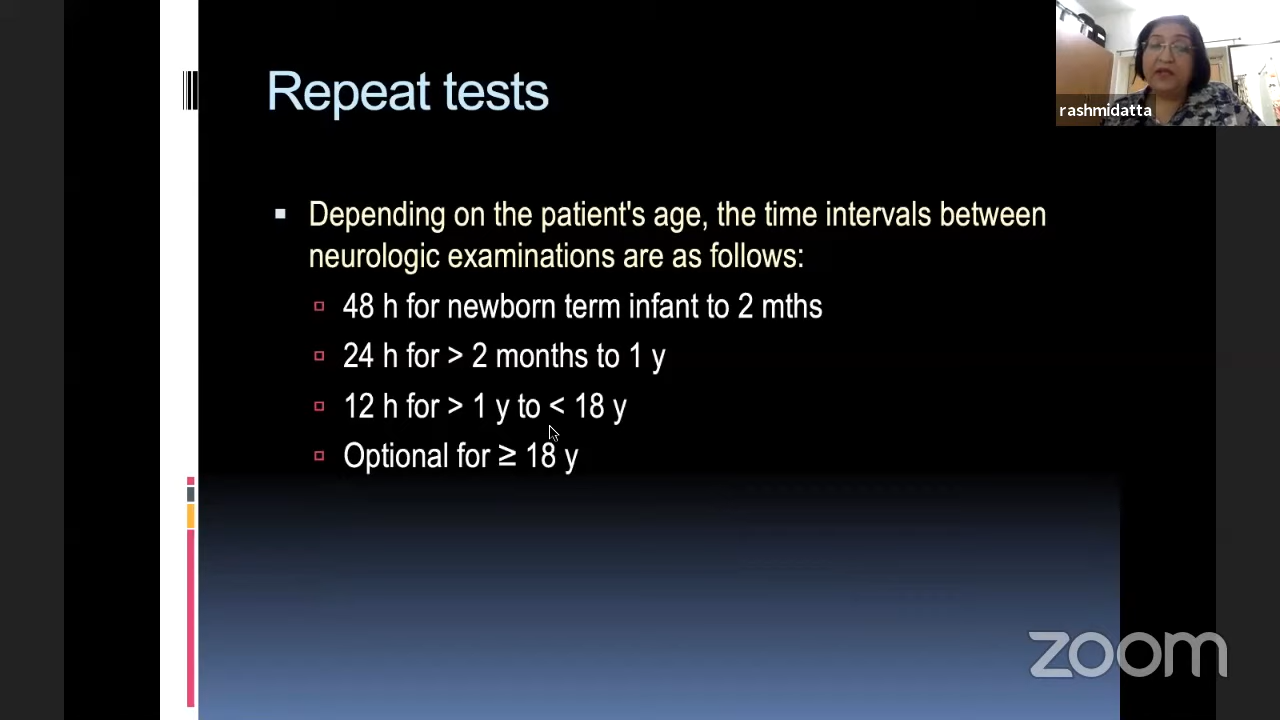 Repeat tests
rashmidatta
Depending on the patient's age, the time intervals between
neurologic examinations are as follows:
48 h for newborn term infant to 2 mths
24 h for > 2 months to 1 y
12 h for > 1 y to < 18 y
Optional for ≥ 18 y
zoom